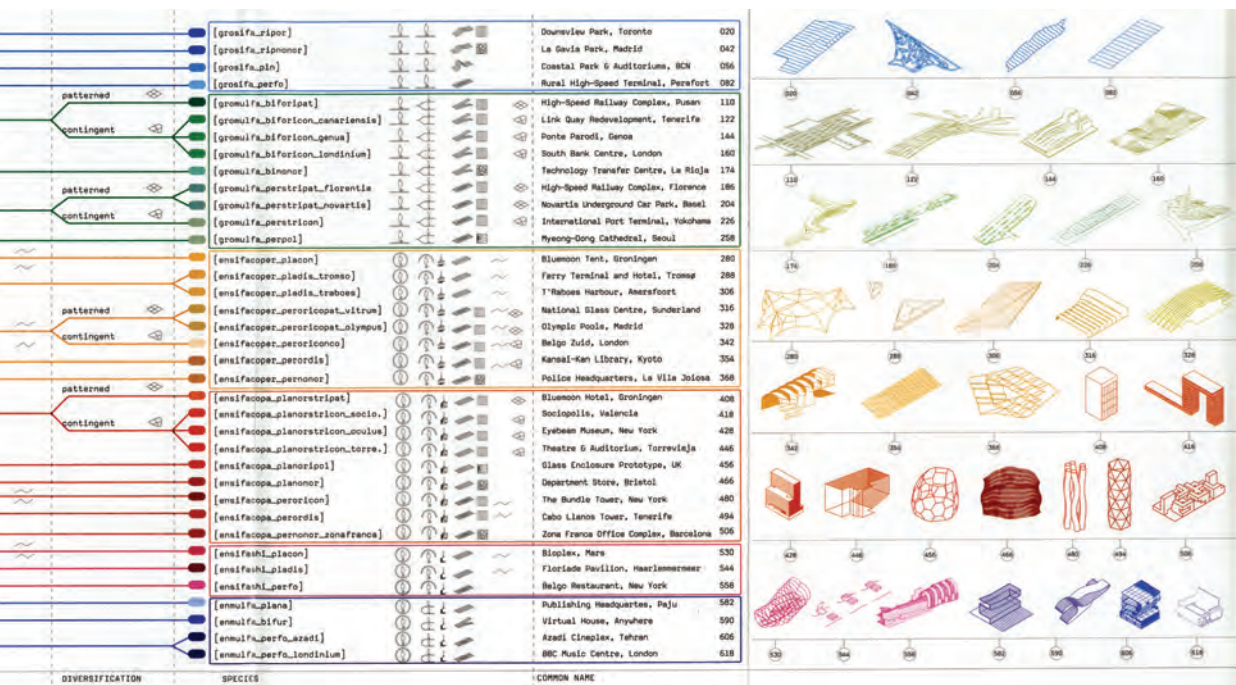 [grosifa_ripor] Downsview Park, Toronto 020
[grosifa_ripnonor] La Gavia Park, Madrid 042
[grosifa_pin] Coastal Park & Auditoriums, BCN 056
[grosifa_perfo] Rural High-Speed Terminal, Perafort 082
patterned [gromulfa_biforipat] High-Speed Railway Complex, Pusan 110
[gromulfa_biforicon_canariensis] Link Quay Redevelopment, Tenerife 122
contingent [gromulfa_biforicon_genua] Ponte Parodi, Genoa 144
[gromulfa_biforicon_londinium] South Bank Centre, London 160
[gromulfa_binonor] Technology Transfer Centre, La Rioja 174
patterned [gromulfa_perstripat_florentia High-Speed Railway Complex, Florence 186
[gromulfa_perstripat_novartis] Novartis Underground Car Park, Basel 204
contingent [gromulfa_perstricon] International Port Terminal, Yokohama 226
[gromulfa_perpol] Myeong-Dong Cathedral, Seoul 258
[ensifacoper_placon] Bluemoon Tent, Groningen 280
[ensifacoper_pladis_tromso] Ferry Terminal and Hotel, Tromsø 288
[ensifacoper_pladis_traboes] T'Raboes Harbour, Amersfoort 306
patterned [ensifacoper_peroricopat_vitrum] National Glass Centre, Sunderland 316
[ensifacoper_peroricopat_olympus] Olympic Pools, Madrid 328
contingent [ensifacoper_peroriconco] Belgo Zuid, London 342
[ensifacoper_perordis] Kansai-Kan Library, Kyoto 354
[ensifacoper_pernonor] Police Headquarters, La Vila Joiosa 368
patterned [ensifacopa_planorstripat] Bluemoon Hotel, Groningen 408
[ensifacopa_planorstricon_socio.] Sociopolis, Valencia 418
contingent [ensifacopa_planorstricon_oculus] Eyebeam Museum, New York 428
[ensifacopa_planorstricon_torre.] Theatre & Auditorium, Torrevieja 446
[ensifacopa_planoripol] Glass Enclosure Prototype, UK 456
[ensifacopa_planonor] Department Store, Bristol 466
[ensifacopa_peroricon] The Bundle Tower, New York 480
[ensifacopa_perordis] Cabo Llanos Tower, Tenerife 494
[ensifacopa_pernonor_zonafranca] Zona Franca Office Complex, Barcelona 506
[ensifashi_placon] Bioplex, Mars 530
[ensifashi_pladis] Floriade Pavilion, Haarlemmermeer 544
[ensifashi_perfo] Belgo Restaurant, New York 558
[enmulfa_plana] Publishing Headquartes, Paju 582
[enmulfa_bifur] Virtual House, Anywhere 590
[enmulfa_perfo_azadi] Azadi Cineplex, Tehran 606
[enmulfa_perfo_londinium] BBC Music Centre, London 618
DIVERSIFICATION SPECIES COMMON NAME
020 042 056 082
110 122 144 160
174 186 204 226 258
280 288 306 316 328
342 354 368 408 418
428 446 456 466 480 494 506
530 544 558 582 590 606 618